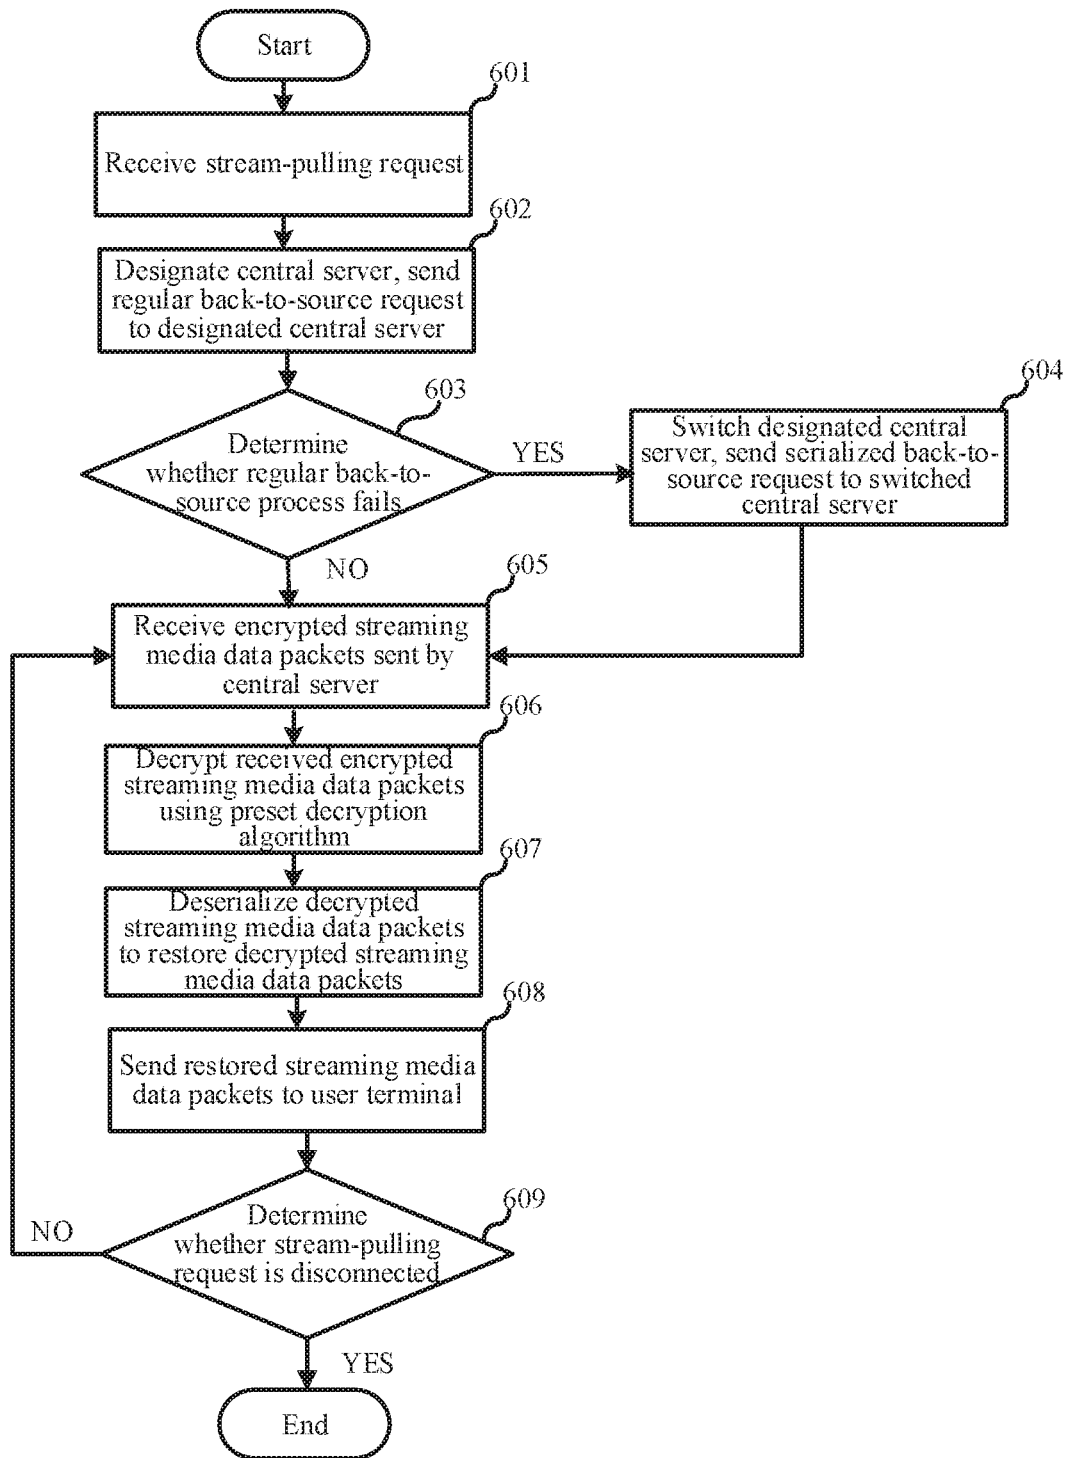 Start
601
Receive stream-pulling request
602
Designate central server, send
regular back-to-source request
to designated central server
603
Determine
whether regular back-to-
source process fails
YES
604
Switch designated central
server, send serialized back-to-
source request to switched
central server
NO
605
Receive encrypted streaming
media data packets sent by
central server
606
Decrypt received encrypted
streaming media data packets
using preset decryption
algorithm
607
Deserialize decrypted
streaming media data packets
to restore decrypted streaming
media data packets
608
Send restored streaming media
data packets to user terminal
609
Determine
whether stream-pulling
request is disconnected
NO
YES
End